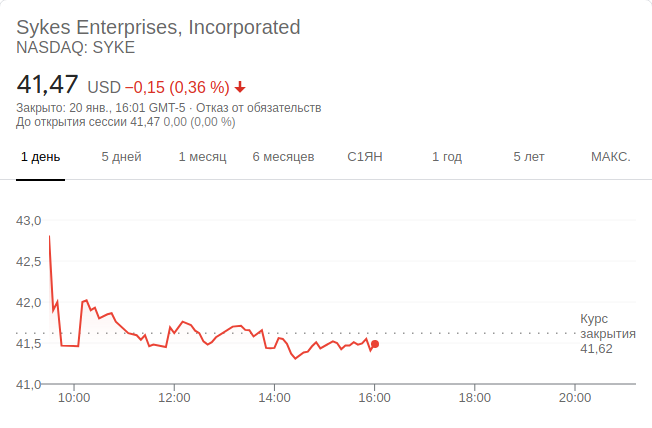 Sykes Enterprises, Incorporated
NASDAQ: SYKE
41,47 USD −0,15 (0,36 %)
Закрыто: 20 янв., 16:01 GMT-5 · Отказ от обязательств
До открытия сессии 41,47 0,00 (0,00 %)
1 день 5 дней 1 месяц 6 месяцев С1ЯН 1 год 5 лет МАКС.
43,0
42,5
42,0
Курс
закрытия
41,62
41,5
41,0
10:00 12:00 14:00 16:00 18:00 20:00